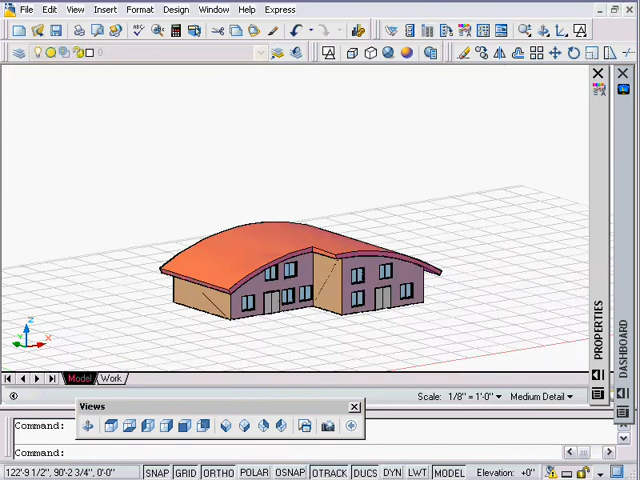 File Edit View Insert Format Design Window Help Express
0
PROPERTIES
DASHBOARD
Z
X
Model Work
Scale: 1/8" = 1'-0" Medium Detail
Views
Command:
Command:
122'-9 1/2", 90'-2 3/4", 0'-0" SNAP GRID ORTHO POLAR OSNAP OTRACK DUCS DYN LWT MODEL Elevation: +0"